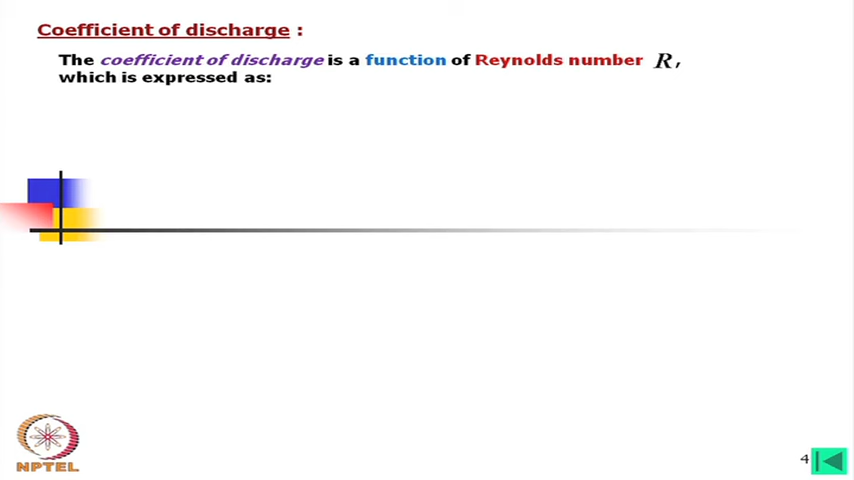 Coefficient of discharge :
The coefficient of discharge is a function of Reynolds number R,
which is expressed as:
NPTEL
4